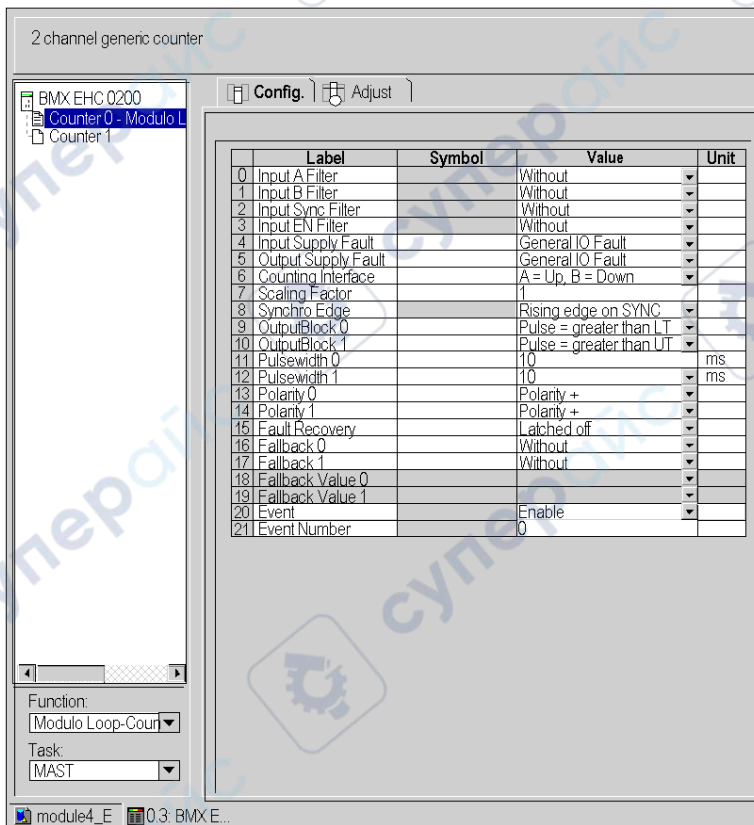 2 channel generic counter
BMX EHC 0200
Counter 0 - Modulo L
Counter 1
Config. Adjust
Label Symbol Value Unit
0 Input A Filter Without
1 Input B Filter Without
2 Input Sync Filter Without
3 Input EN Filter Without
4 Input Supply Fault General IO Fault
5 Output Supply Fault General IO Fault
6 Counting Interface A = Up, B = Down
7 Scaling Factor 1
8 Synchro Edge Rising edge on SYNC
9 OutputBlock 0 Pulse = greater than LT
10 OutputBlock 1 Pulse = greater than UT
11 Pulsewidth 0 10 ms
12 Pulsewidth 1 10 ms
13 Polarity 0 Polarity +
14 Polarity 1 Polarity +
15 Fault Recovery Latched off
16 Fallback 0 Without
17 Fallback 1 Without
18 Fallback Value 0
19 Fallback Value 1
20 Event Enable
21 Event Number 0
Function:
Modulo Loop-Coun
Task:
MAST
module4_E 0.3: BMX E...
суперайс
суперайс
суперайс